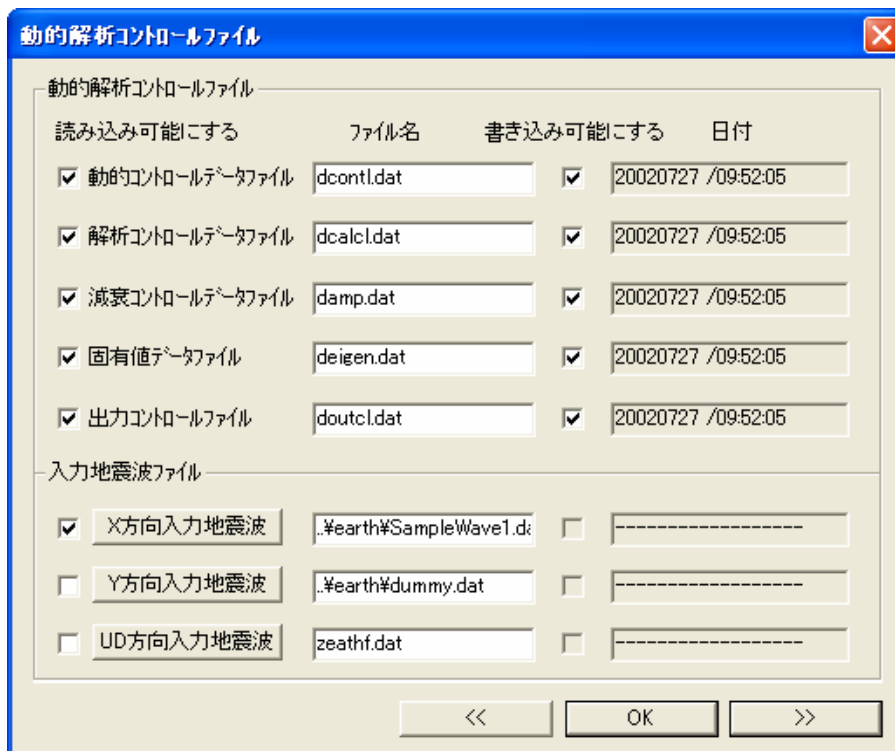 動的解析ｺﾝﾄﾛｰﾙﾌｧｲﾙ
動的解析ｺﾝﾄﾛｰﾙﾌｧｲﾙ
読み込み可能にする ﾌｧｲﾙ名 書き込み可能にする 日付
動的ｺﾝﾄﾛｰﾙﾃﾞｰﾀﾌｧｲﾙ dcontl.dat 20020727 /09:52:05
解析ｺﾝﾄﾛｰﾙﾃﾞｰﾀﾌｧｲﾙ dcalcl.dat 20020727 /09:52:05
減衰ｺﾝﾄﾛｰﾙﾃﾞｰﾀﾌｧｲﾙ damp.dat 20020727 /09:52:05
固有値ﾃﾞｰﾀﾌｧｲﾙ deigen.dat 20020727 /09:52:05
出力ｺﾝﾄﾛｰﾙﾌｧｲﾙ doutcl.dat 20020727 /09:52:05
入力地震波ﾌｧｲﾙ
X方向入力地震波 ..¥earth¥SampleWave1.da ------------------
Y方向入力地震波 ..¥earth¥dummy.dat ------------------
UD方向入力地震波 zeathf.dat ------------------
<< OK >>